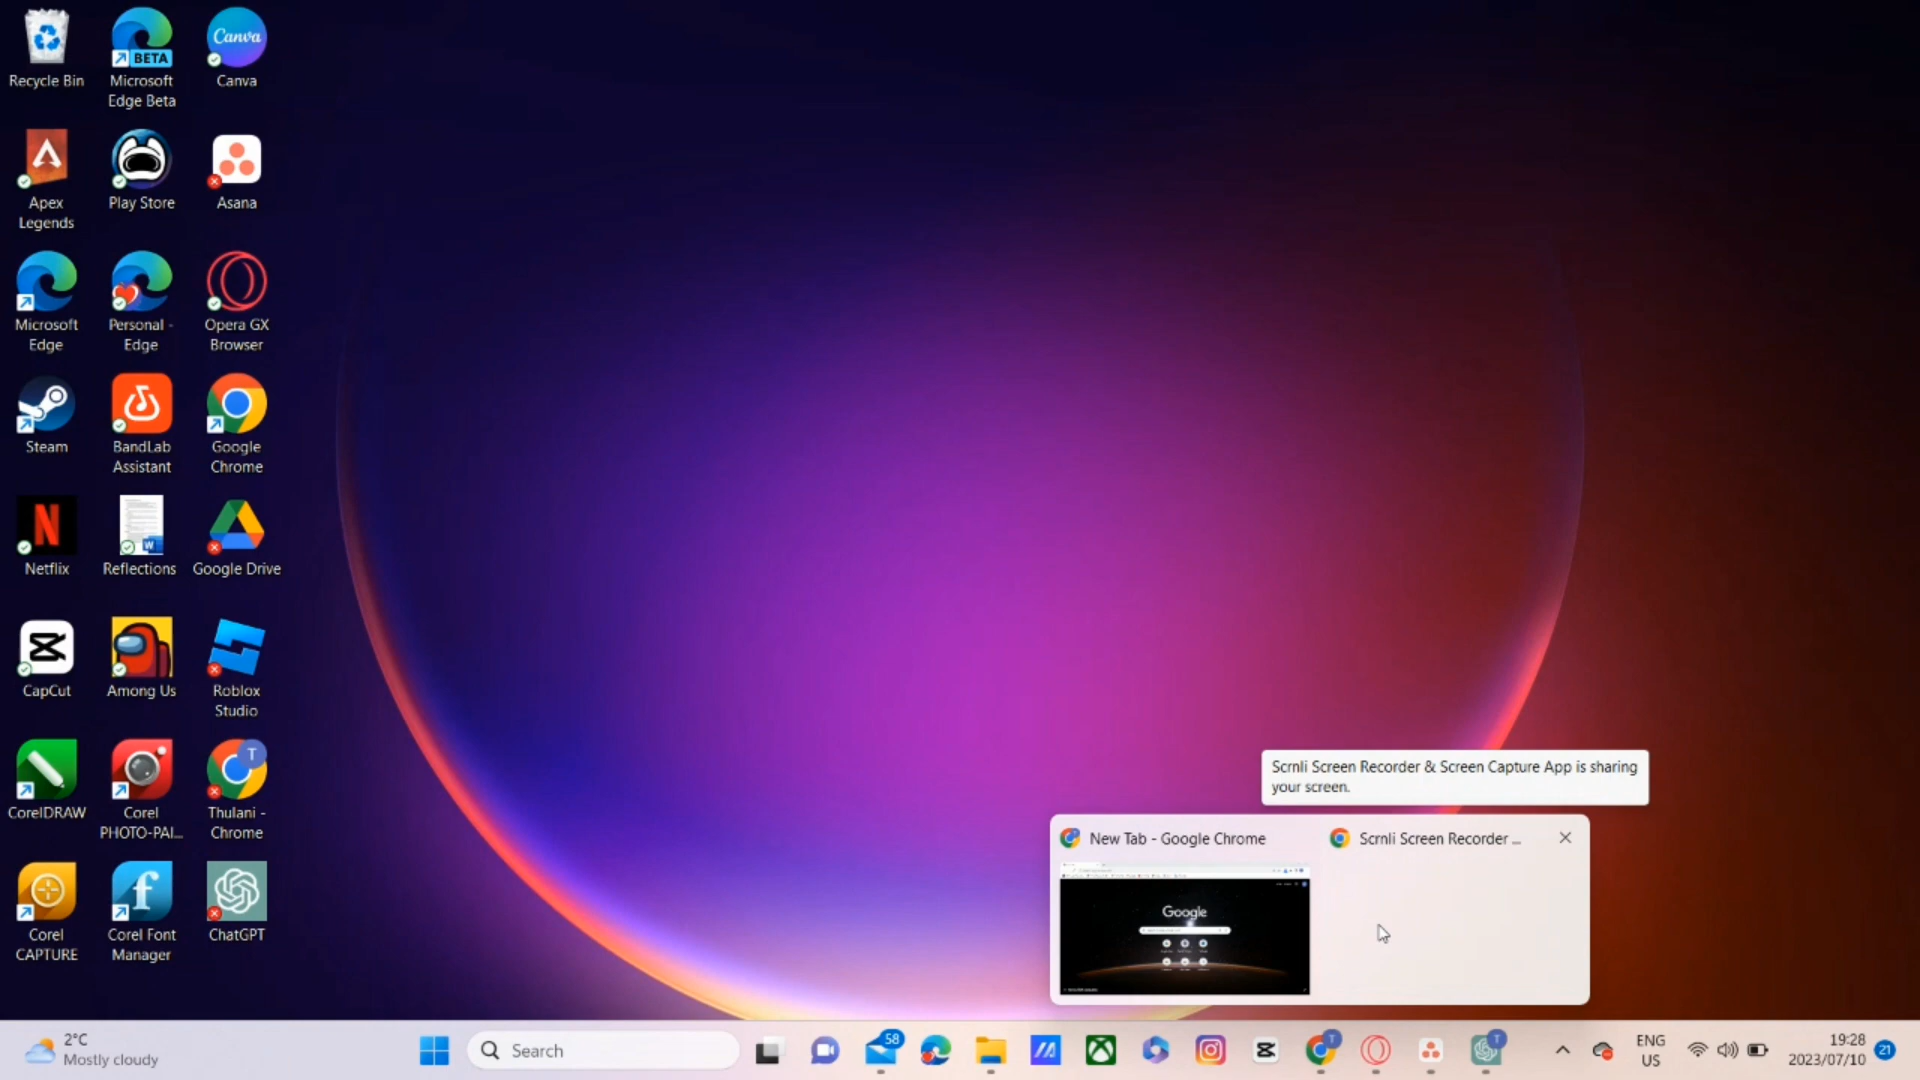 Recycle Bin
Microsoft
Edge Beta
BETA
Canva
Canva
Apex
Legends
Play Store
Asana
Microsoft
Edge
Personal -
Edge
Opera GX
Browser
Steam
BandLab
Assistant
Google
Chrome
Netflix
Reflections
Google Drive
CapCut
Among Us
Roblox
Studio
CorelDRAW
Corel
PHOTO-PAI...
T
Thulani -
Chrome
Corel
CAPTURE
Corel Font
Manager
ChatGPT
Scrnli Screen Recorder & Screen Capture App is sharing
your screen.
New Tab - Google Chrome
Scrnli Screen Recorder ...
Google
2°C
Mostly cloudy
Search
58
T
T
ENG
US
19:28
2023/07/10
21